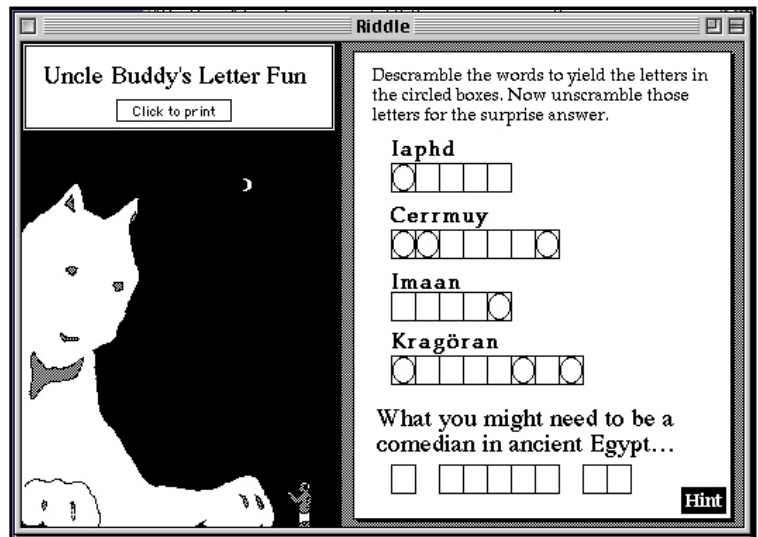 Riddle
Uncle Buddy's Letter Fun
Click to print
Descramble the words to yield the letters in
the circled boxes. Now unscramble those
letters for the surprise answer.
Iaphd
Cerrmuy
Imaan
Kragöran
What you might need to be a
comedian in ancient Egypt...
Hint